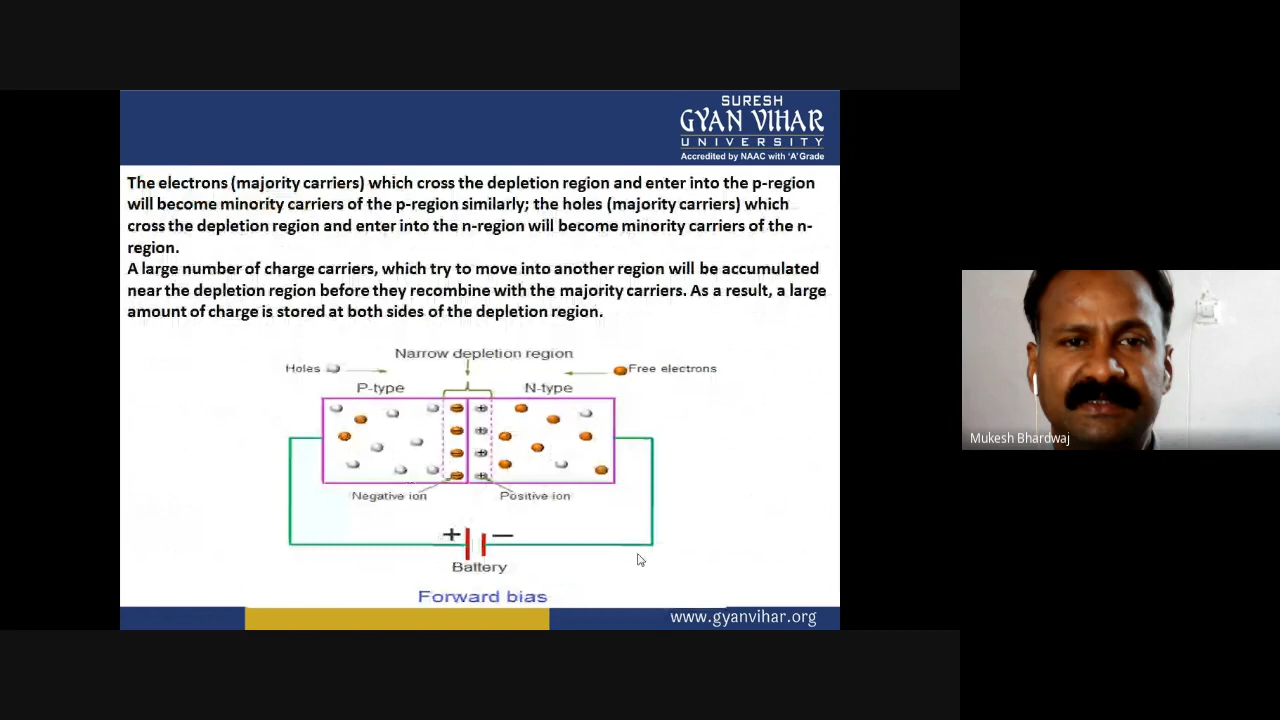 SURESH
GYAN VIHAR
UNIVERSITY
Accredited by NAAC with 'A' Grade
The electrons (majority carriers) which cross the depletion region and enter into the p-region
will become minority carriers of the p-region similarly; the holes (majority carriers) which
cross the depletion region and enter into the n-region will become minority carriers of the n-
region.
A large number of charge carriers, which try to move into another region will be accumulated
near the depletion region before they recombine with the majority carriers. As a result, a large
amount of charge is stored at both sides of the depletion region.
Narrow depletion region
Holes
Free electrons
P-type
N-type
Negative ion
Positive ion
+ —
Battery
Forward bias
www.gyanvihar.org
Mukesh Bhardwaj